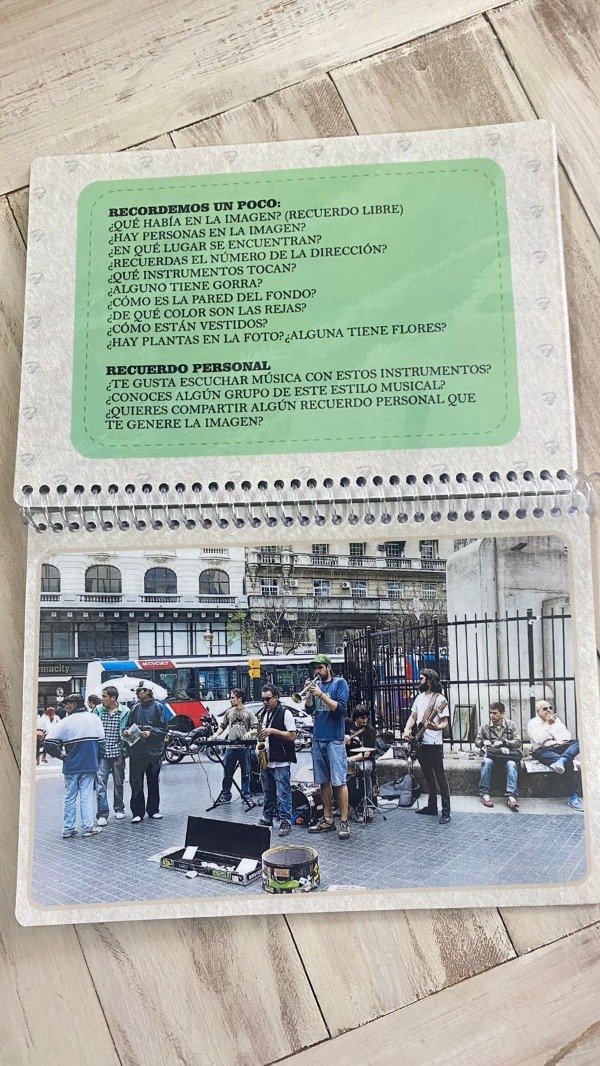 RECORDEMOS UN POCO:
¿QUÉ HABÍA EN LA IMAGEN? (RECUERDO LIBRE)
¿HAY PERSONAS EN LA IMAGEN?
¿EN QUÉ LUGAR SE ENCUENTRAN?
¿RECUERDAS EL NÚMERO DE LA DIRECCIÓN?
¿QUÉ INSTRUMENTOS TOCAN?
¿ALGUNO TIENE GORRA?
¿CÓMO ES LA PARED DEL FONDO?
¿DE QUÉ COLOR SON LAS REJAS?
¿CÓMO ESTÁN VESTIDOS?
¿HAY PLANTAS EN LA FOTO?¿ALGUNA TIENE FLORES?
RECUERDO PERSONAL
¿TE GUSTA ESCUCHAR MÚSICA CON ESTOS INSTRUMENTOS?
¿CONOCES ALGÚN GRUPO DE ESTE ESTILO MUSICAL?
¿QUIERES COMPARTIR ALGÚN RECUERDO PERSONAL QUE
TE GENERE LA IMAGEN?